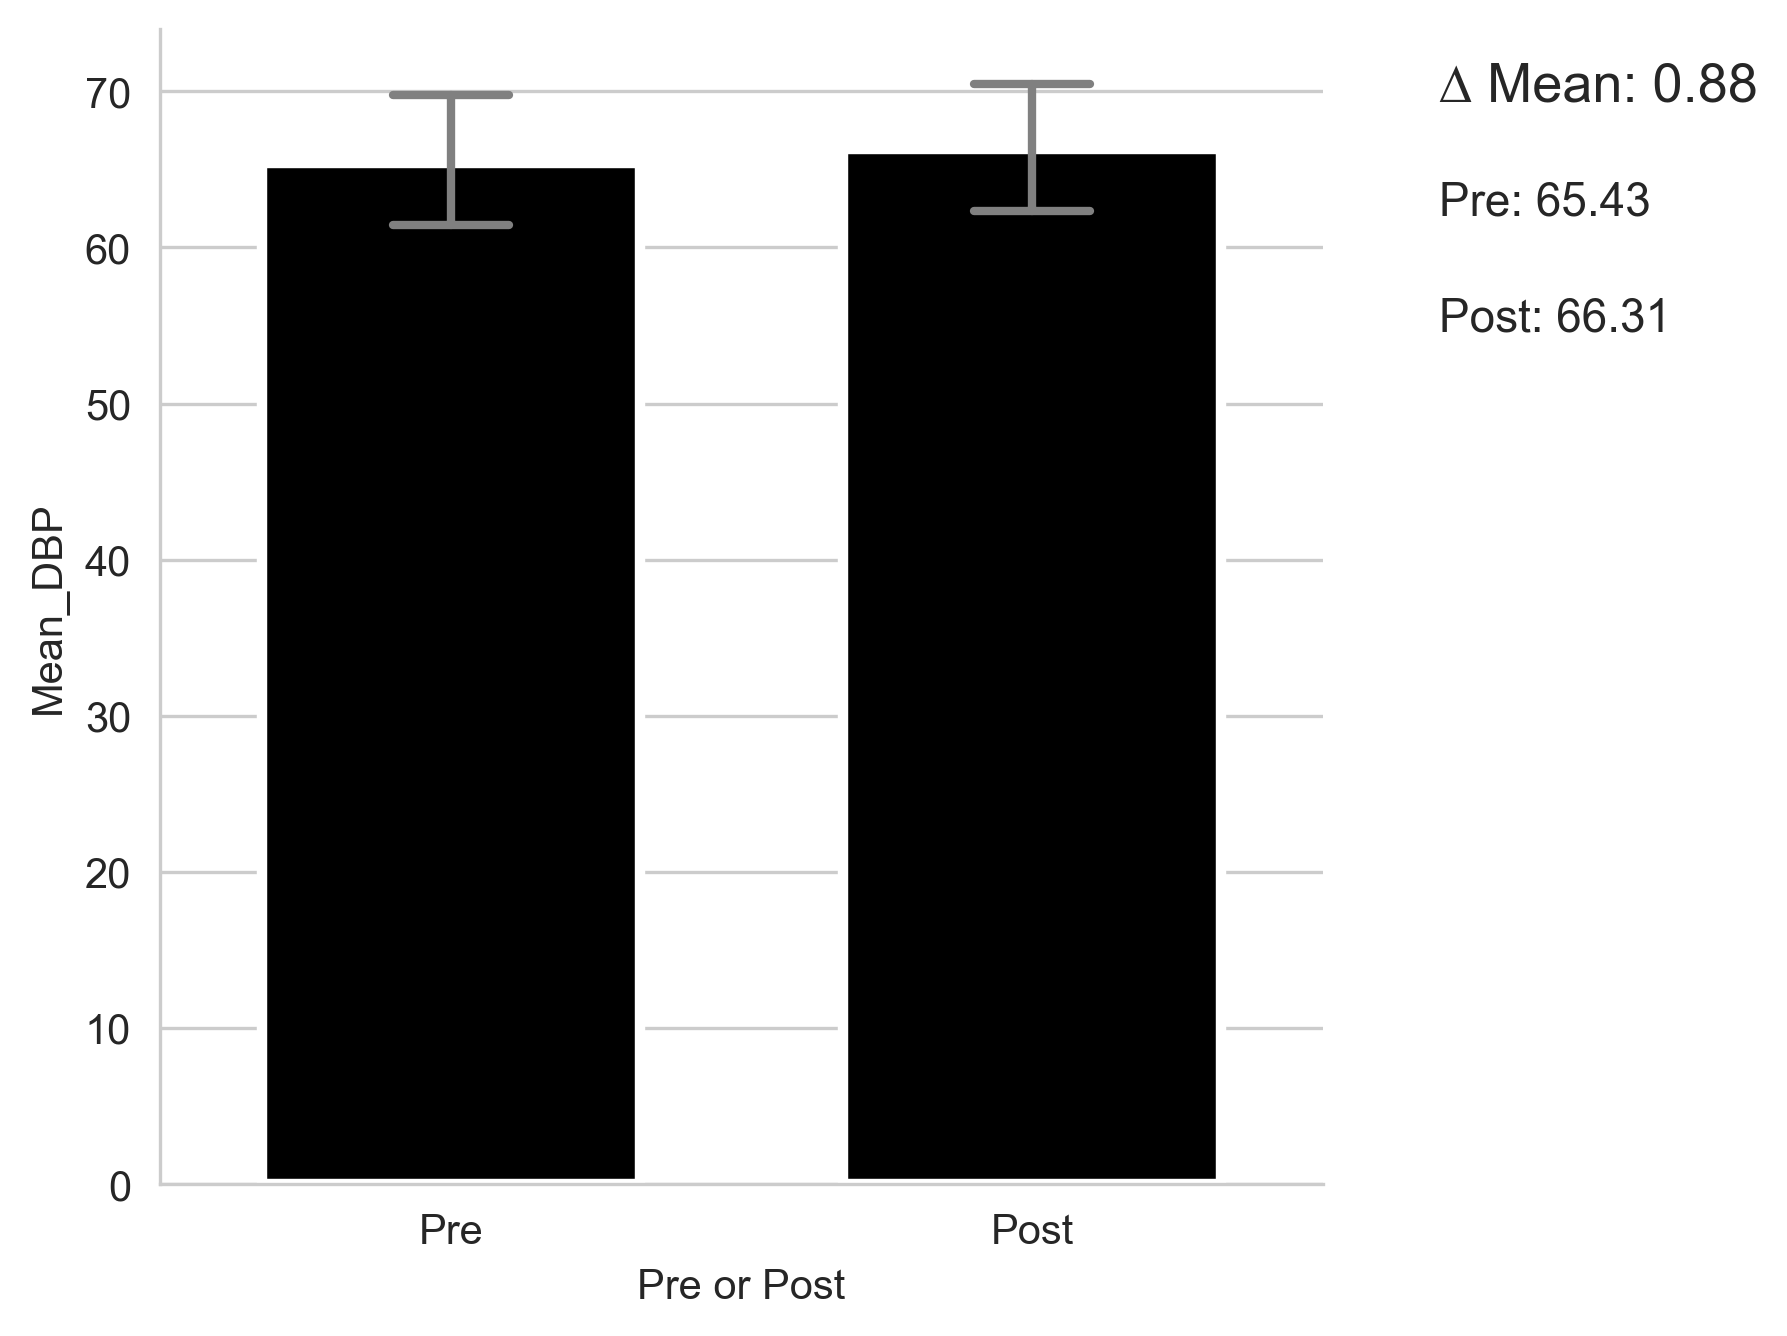 Δ Mean: 0.88
Pre: 65.43
Post: 66.31
Mean_DBP
70
60
50
40
30
20
10
0
Pre
Post
Pre or Post